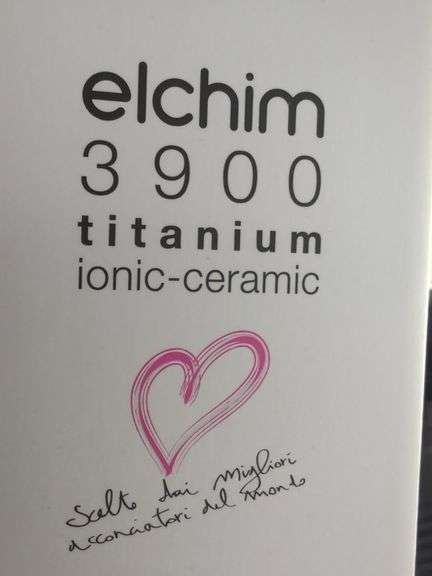 elchim
3900
titanium
ionic-ceramic
Scelto dai migliori
acconciatori del mondo